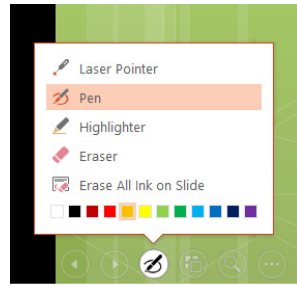 Laser Pointer
Pen
Highlighter
Eraser
Erase All Ink on Slide